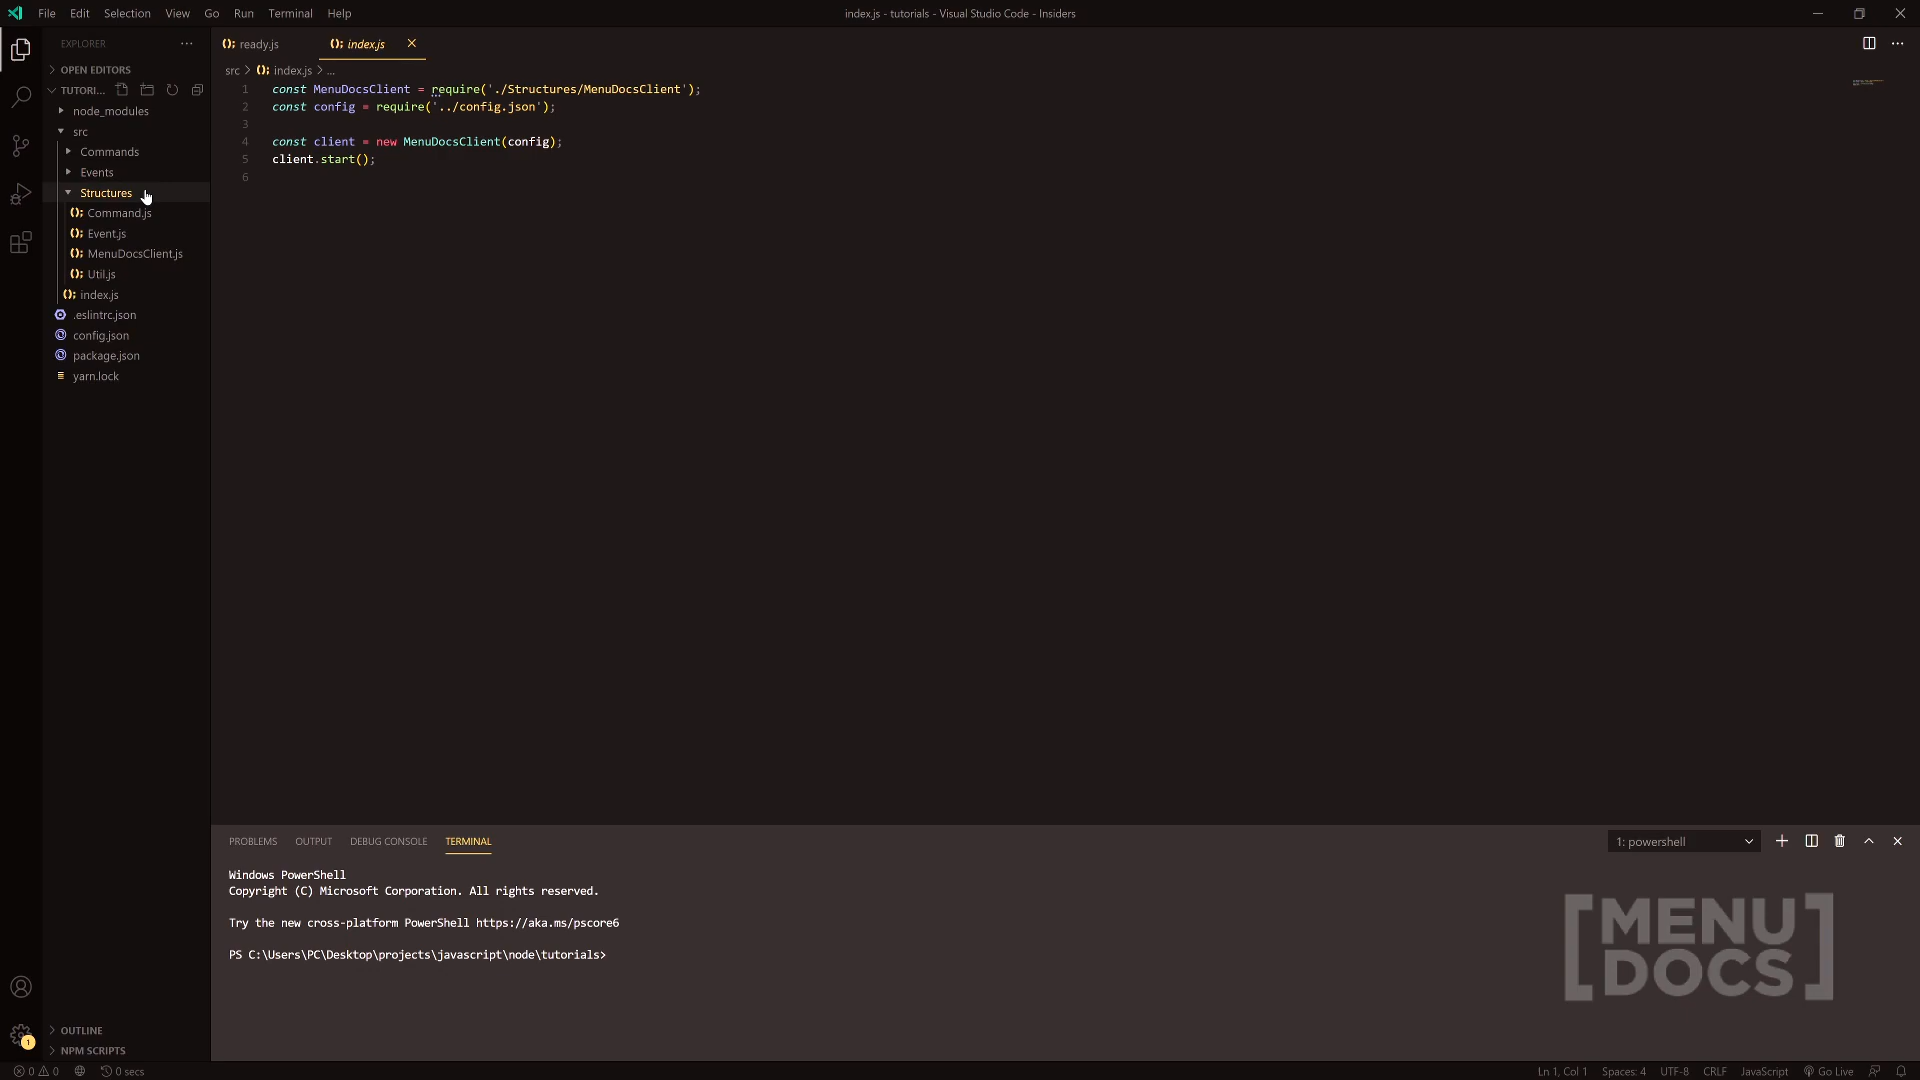 File Edit Selection View Go Run Terminal Help
index.js - tutorials - Visual Studio Code - Insiders
EXPLORER
OPEN EDITORS
TUTORI...
node_modules
src
Commands
Events
Structures
Command.js
Event.js
MenuDocsClient.js
Util.js
index.js
.eslintrc.json
config.json
package.json
yarn.lock
OUTLINE
NPM SCRIPTS
ready.js index.js
src > index.js > ...
1 const MenuDocsClient = require('./Structures/MenuDocsClient');
2 const config = require('../config.json');
3
4 const client = new MenuDocsClient(config);
5 client.start();
6
PROBLEMS OUTPUT DEBUG CONSOLE TERMINAL
1: powershell
Windows PowerShell
Copyright (C) Microsoft Corporation. All rights reserved.
Try the new cross-platform PowerShell https://aka.ms/pscore6
PS C:\Users\PC\Desktop\projects\javascript\node\tutorials>
[MENU
DOCS]
1
0 0 0 secs
Ln 1, Col 1 Spaces: 4 UTF-8 CRLF JavaScript Go Live